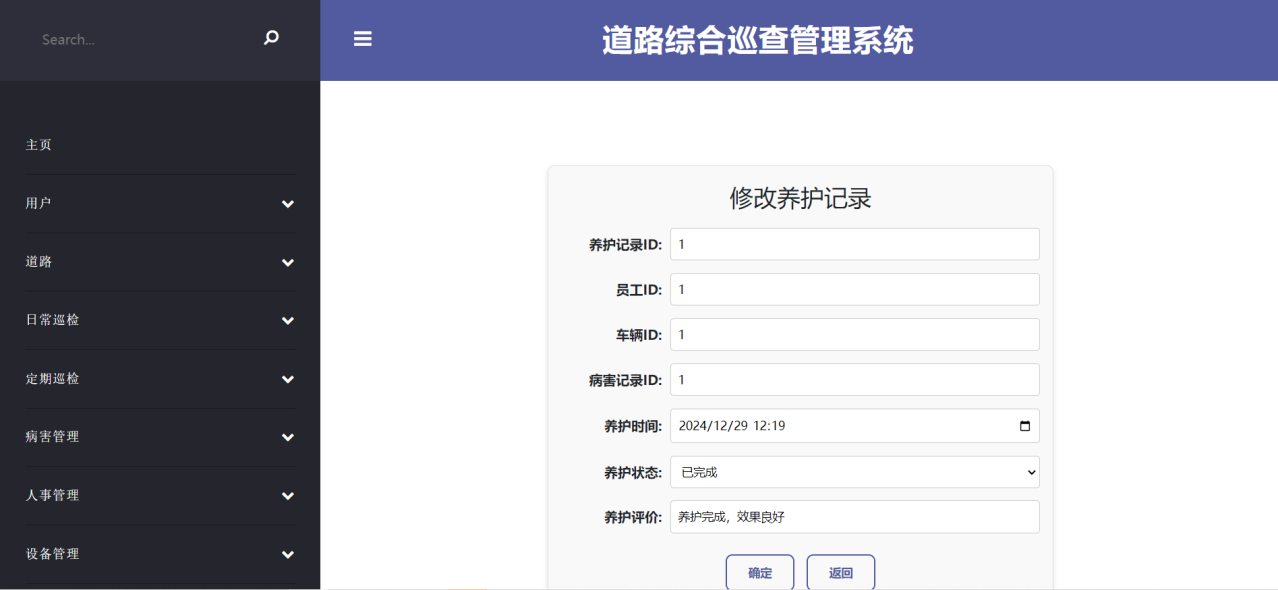 Search...
道路综合巡查管理系统
主页
用户
道路
日常巡检
定期巡检
病害管理
人事管理
设备管理
修改养护记录
养护记录ID: 1
员工ID: 1
车辆ID: 1
病害记录ID: 1
养护时间: 2024/12/29 12:19
养护状态: 已完成
养护评价: 养护完成，效果良好
确定 返回